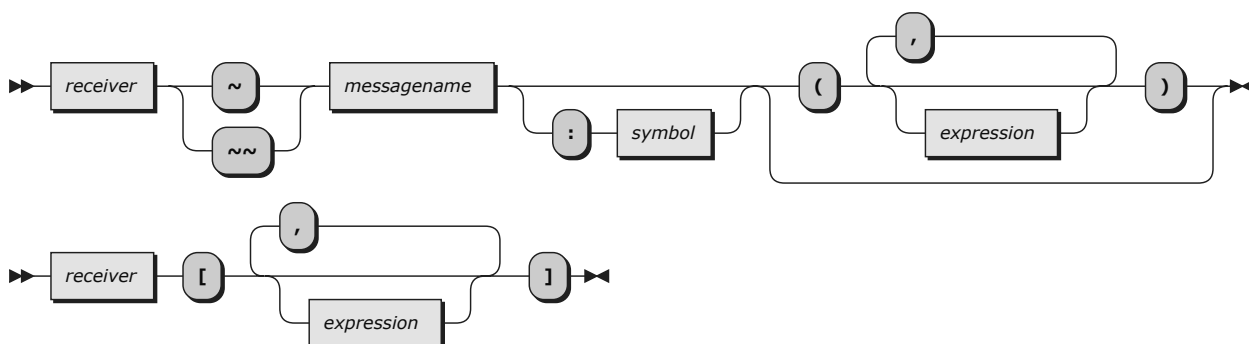 ,
receiver ~ messagename ( )
: symbol expression
~~
,
receiver [ ]
expression